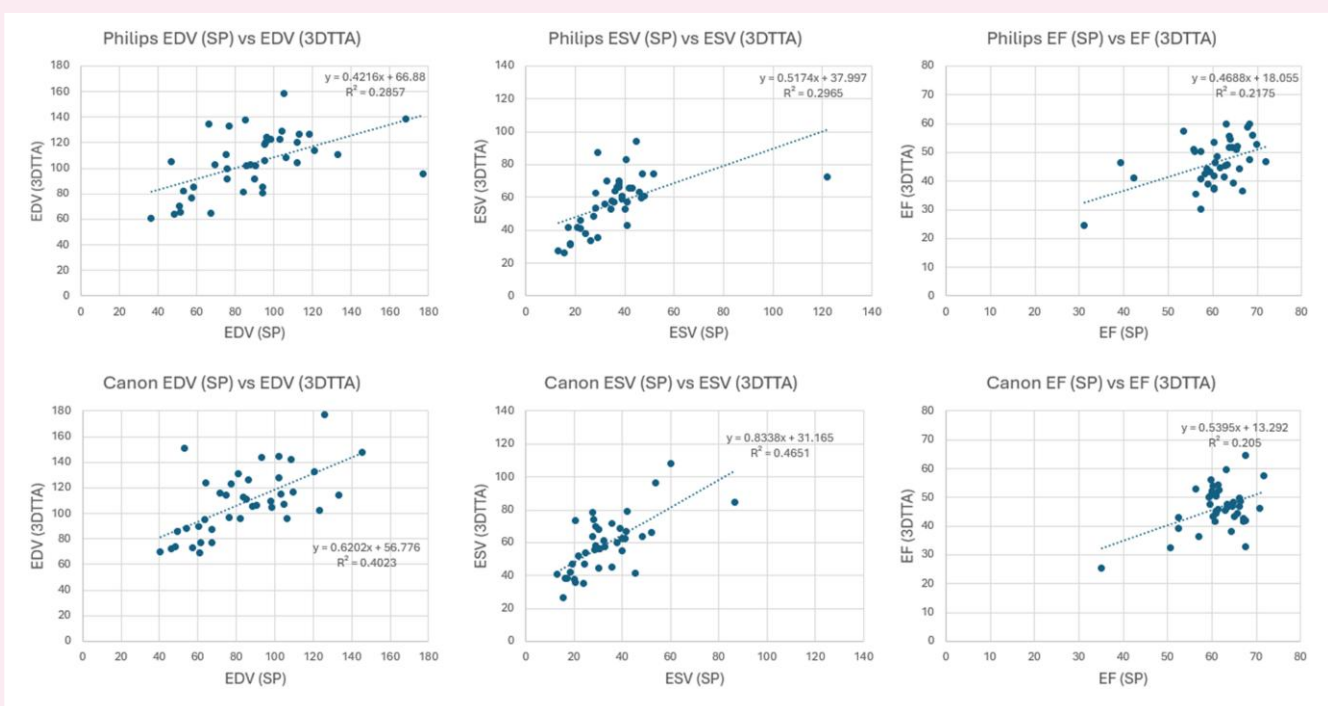 Philips EDV (SP) vs EDV (3DTTA)
y = 0.4216x + 66.88
R² = 0.2857
180
160
140
120
100
80
60
40
20
0
EDV (3DTTA)
0 20 40 60 80 100 120 140 160 180
EDV (SP)
Philips ESV (SP) vs ESV (3DTTA)
y = 0.5174x + 37.997
R² = 0.2965
140
120
100
80
60
40
20
0
ESV (3DTTA)
0 20 40 60 80 100 120 140
ESV (SP)
Philips EF (SP) vs EF (3DTTA)
y = 0.4688x + 18.055
R² = 0.2175
80
70
60
50
40
30
20
10
0
EF (3DTTA)
0 10 20 30 40 50 60 70 80
EF (SP)
Canon EDV (SP) vs EDV (3DTTA)
180
160
140
120
100
80
60
40
20
0
EDV (3DTTA)
y = 0.6202x + 56.776
R² = 0.4023
0 20 40 60 80 100 120 140 160 180
EDV (SP)
Canon ESV (SP) vs ESV (3DTTA)
y = 0.8338x + 31.165
R² = 0.4651
140
120
100
80
60
40
20
0
ESV (3DTTA)
0 20 40 60 80 100 120 140
ESV (SP)
Canon EF (SP) vs EF (3DTTA)
y = 0.5395x + 13.292
R² = 0.205
80
70
60
50
40
30
20
10
0
EF (3DTTA)
0 10 20 30 40 50 60 70 80
EF (SP)